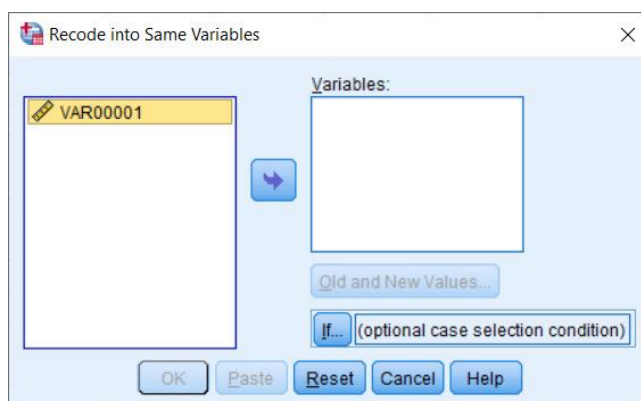 Recode into Same Variables
Variables:
VAR00001
Old and New Values...
If... (optional case selection condition)
OK Paste Reset Cancel Help